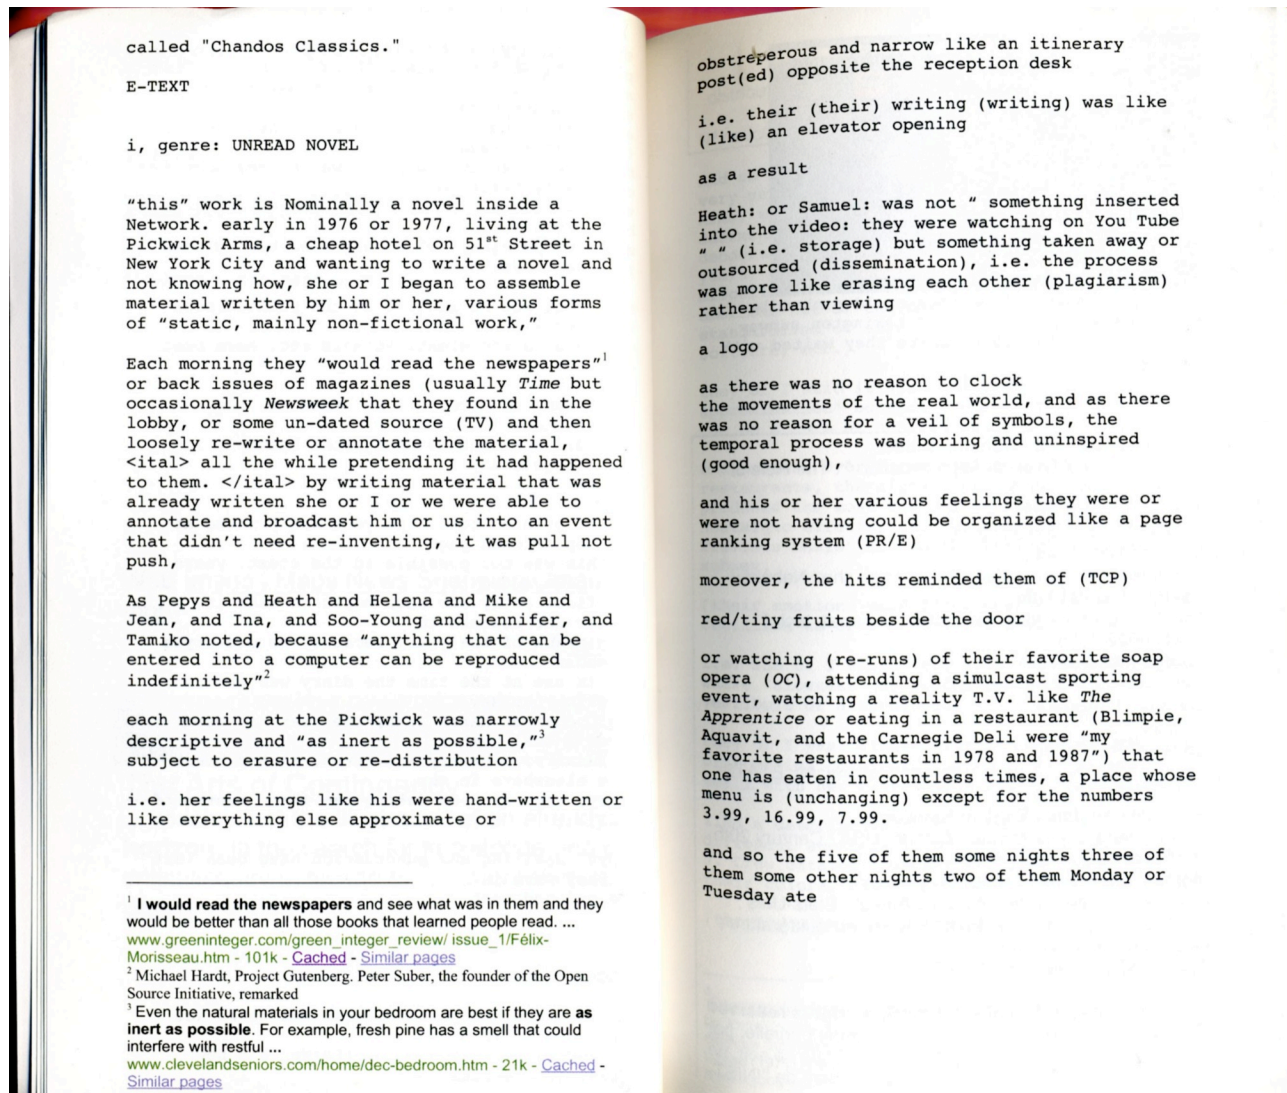 called "Chandos Classics."
E-TEXT
i, genre: UNREAD NOVEL
“this” work is Nominally a novel inside a
Network. early in 1976 or 1977, living at the
Pickwick Arms, a cheap hotel on 51st Street in
New York City and wanting to write a novel and
not knowing how, she or I began to assemble
material written by him or her, various forms
of “static, mainly non-fictional work,”
Each morning they “would read the newspapers”1
or back issues of magazines (usually Time but
occasionally Newsweek that they found in the
lobby, or some un-dated source (TV) and then
loosely re-write or annotate the material,
<ital> all the while pretending it had happened
to them. </ital> by writing material that was
already written she or I or we were able to
annotate and broadcast him or us into an event
that didn’t need re-inventing, it was pull not
push,
As Pepys and Heath and Helena and Mike and
Jean, and Ina, and Soo-Young and Jennifer, and
Tamiko noted, because “anything that can be
entered into a computer can be reproduced
indefinitely”2
each morning at the Pickwick was narrowly
descriptive and “as inert as possible,”3
subject to erasure or re-distribution
i.e. her feelings like his were hand-written or
like everything else approximate or
1 I would read the newspapers and see what was in them and they
would be better than all those books that learned people read. ...
www.greeninteger.com/green_integer_review/ issue_1/Félix-
Morisseau.htm - 101k - Cached - Similar pages
2 Michael Hardt, Project Gutenberg. Peter Suber, the founder of the Open
Source Initiative, remarked
3 Even the natural materials in your bedroom are best if they are as
inert as possible. For example, fresh pine has a smell that could
interfere with restful ...
www.clevelandseniors.com/home/dec-bedroom.htm - 21k - Cached -
Similar pages
obstreperous and narrow like an itinerary
post(ed) opposite the reception desk
i.e. their (their) writing (writing) was like
(like) an elevator opening
as a result
Heath: or Samuel: was not “ something inserted
into the video: they were watching on You Tube
“ “ (i.e. storage) but something taken away or
outsourced (dissemination), i.e. the process
was more like erasing each other (plagiarism)
rather than viewing
a logo
as there was no reason to clock
the movements of the real world, and as there
was no reason for a veil of symbols, the
temporal process was boring and uninspired
(good enough),
and his or her various feelings they were or
were not having could be organized like a page
ranking system (PR/E)
moreover, the hits reminded them of (TCP)
red/tiny fruits beside the door
or watching (re-runs) of their favorite soap
opera (OC), attending a simulcast sporting
event, watching a reality T.V. like The
Apprentice or eating in a restaurant (Blimpie,
Aquavit, and the Carnegie Deli were “my
favorite restaurants in 1978 and 1987”) that
one has eaten in countless times, a place whose
menu is (unchanging) except for the numbers
3.99, 16.99, 7.99.
and so the five of them some nights three of
them some other nights two of them Monday or
Tuesday ate